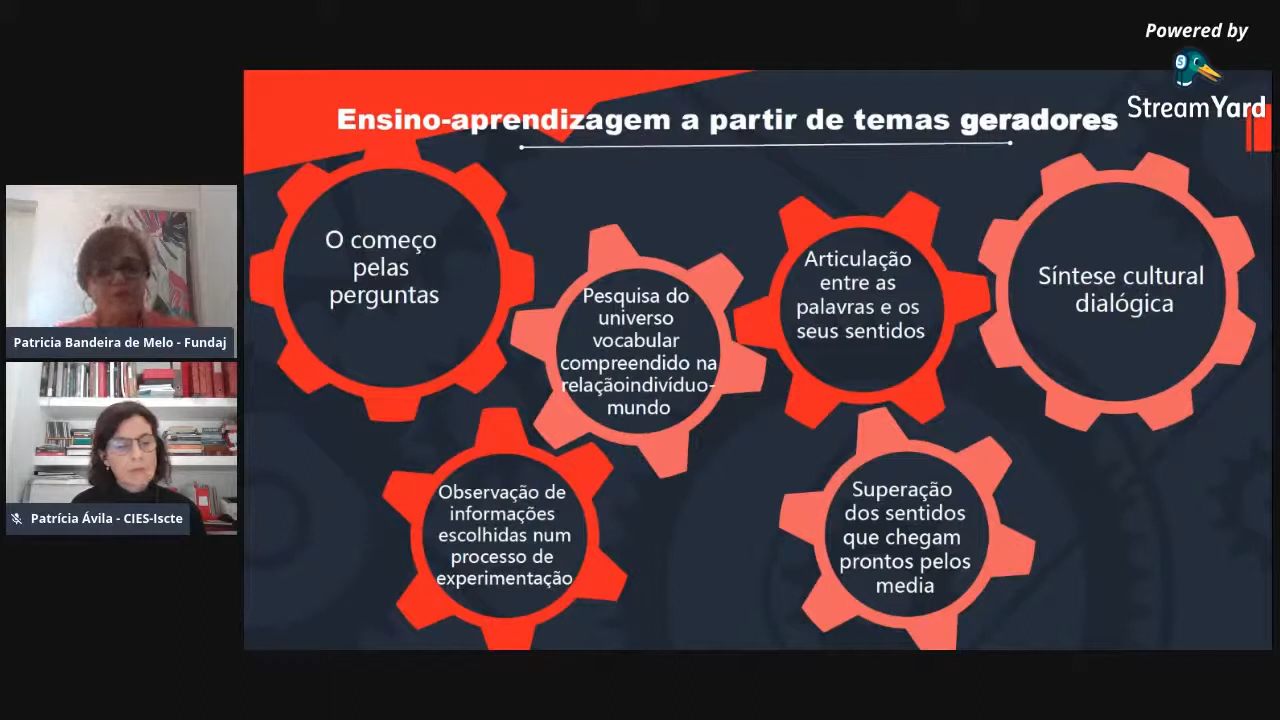 Powered by
StreamYard
Ensino-aprendizagem a partir de temas geradores
O começo
pelas
perguntas
Pesquisa do
universo
vocabular
compreendido na
relaçãoindivíduo-
mundo
Articulação
entre as
palavras e os
seus sentidos
Síntese cultural
dialógica
Observação de
informações
escolhidas num
processo de
experimentação
Superação
dos sentidos
que chegam
prontos pelos
media
Patricia Bandeira de Melo - Fundaj
Patrícia Ávila - CIES-Iscte